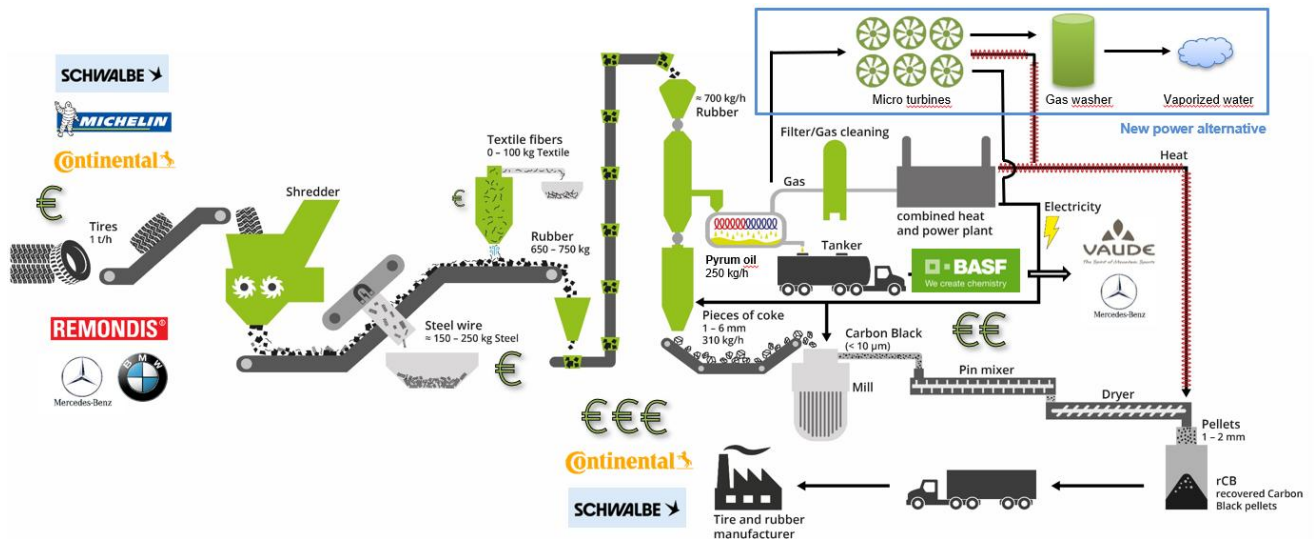 SCHWALBE
MICHELIN
Continental
Tires
1 t/h
REMONDIS®
Mercedes-Benz
BMW
Shredder
Textile fibers
0 – 100 kg Textile
Rubber
650 – 750 kg
Steel wire
≈ 150 – 250 kg Steel
≈ 700 kg/h
Rubber
Micro turbines
Gas washer
Vaporized water
New power alternative
Filter/Gas cleaning
Gas
Heat
combined heat
and power plant
Electricity
Pyrum oil
250 kg/h
Tanker
BASF
We create chemistry
VAUDE
The Spirit of Mountain Sports
Mercedes-Benz
Pieces of coke
1 – 6 mm
310 kg/h
Carbon Black
(< 10 µm)
Mill
Pin mixer
Dryer
Pellets
1 – 2 mm
rCB
recovered Carbon
Black pellets
€
€
€
€€
€€€
Continental
SCHWALBE
Tire and rubber
manufacturer